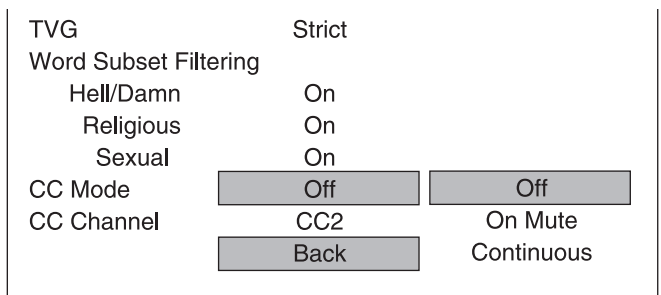 TVG Strict
Word Subset Filtering
Hell/Damn On
Religious On
Sexual On
CC Mode Off Off
CC Channel CC2 On Mute
Back Continuous